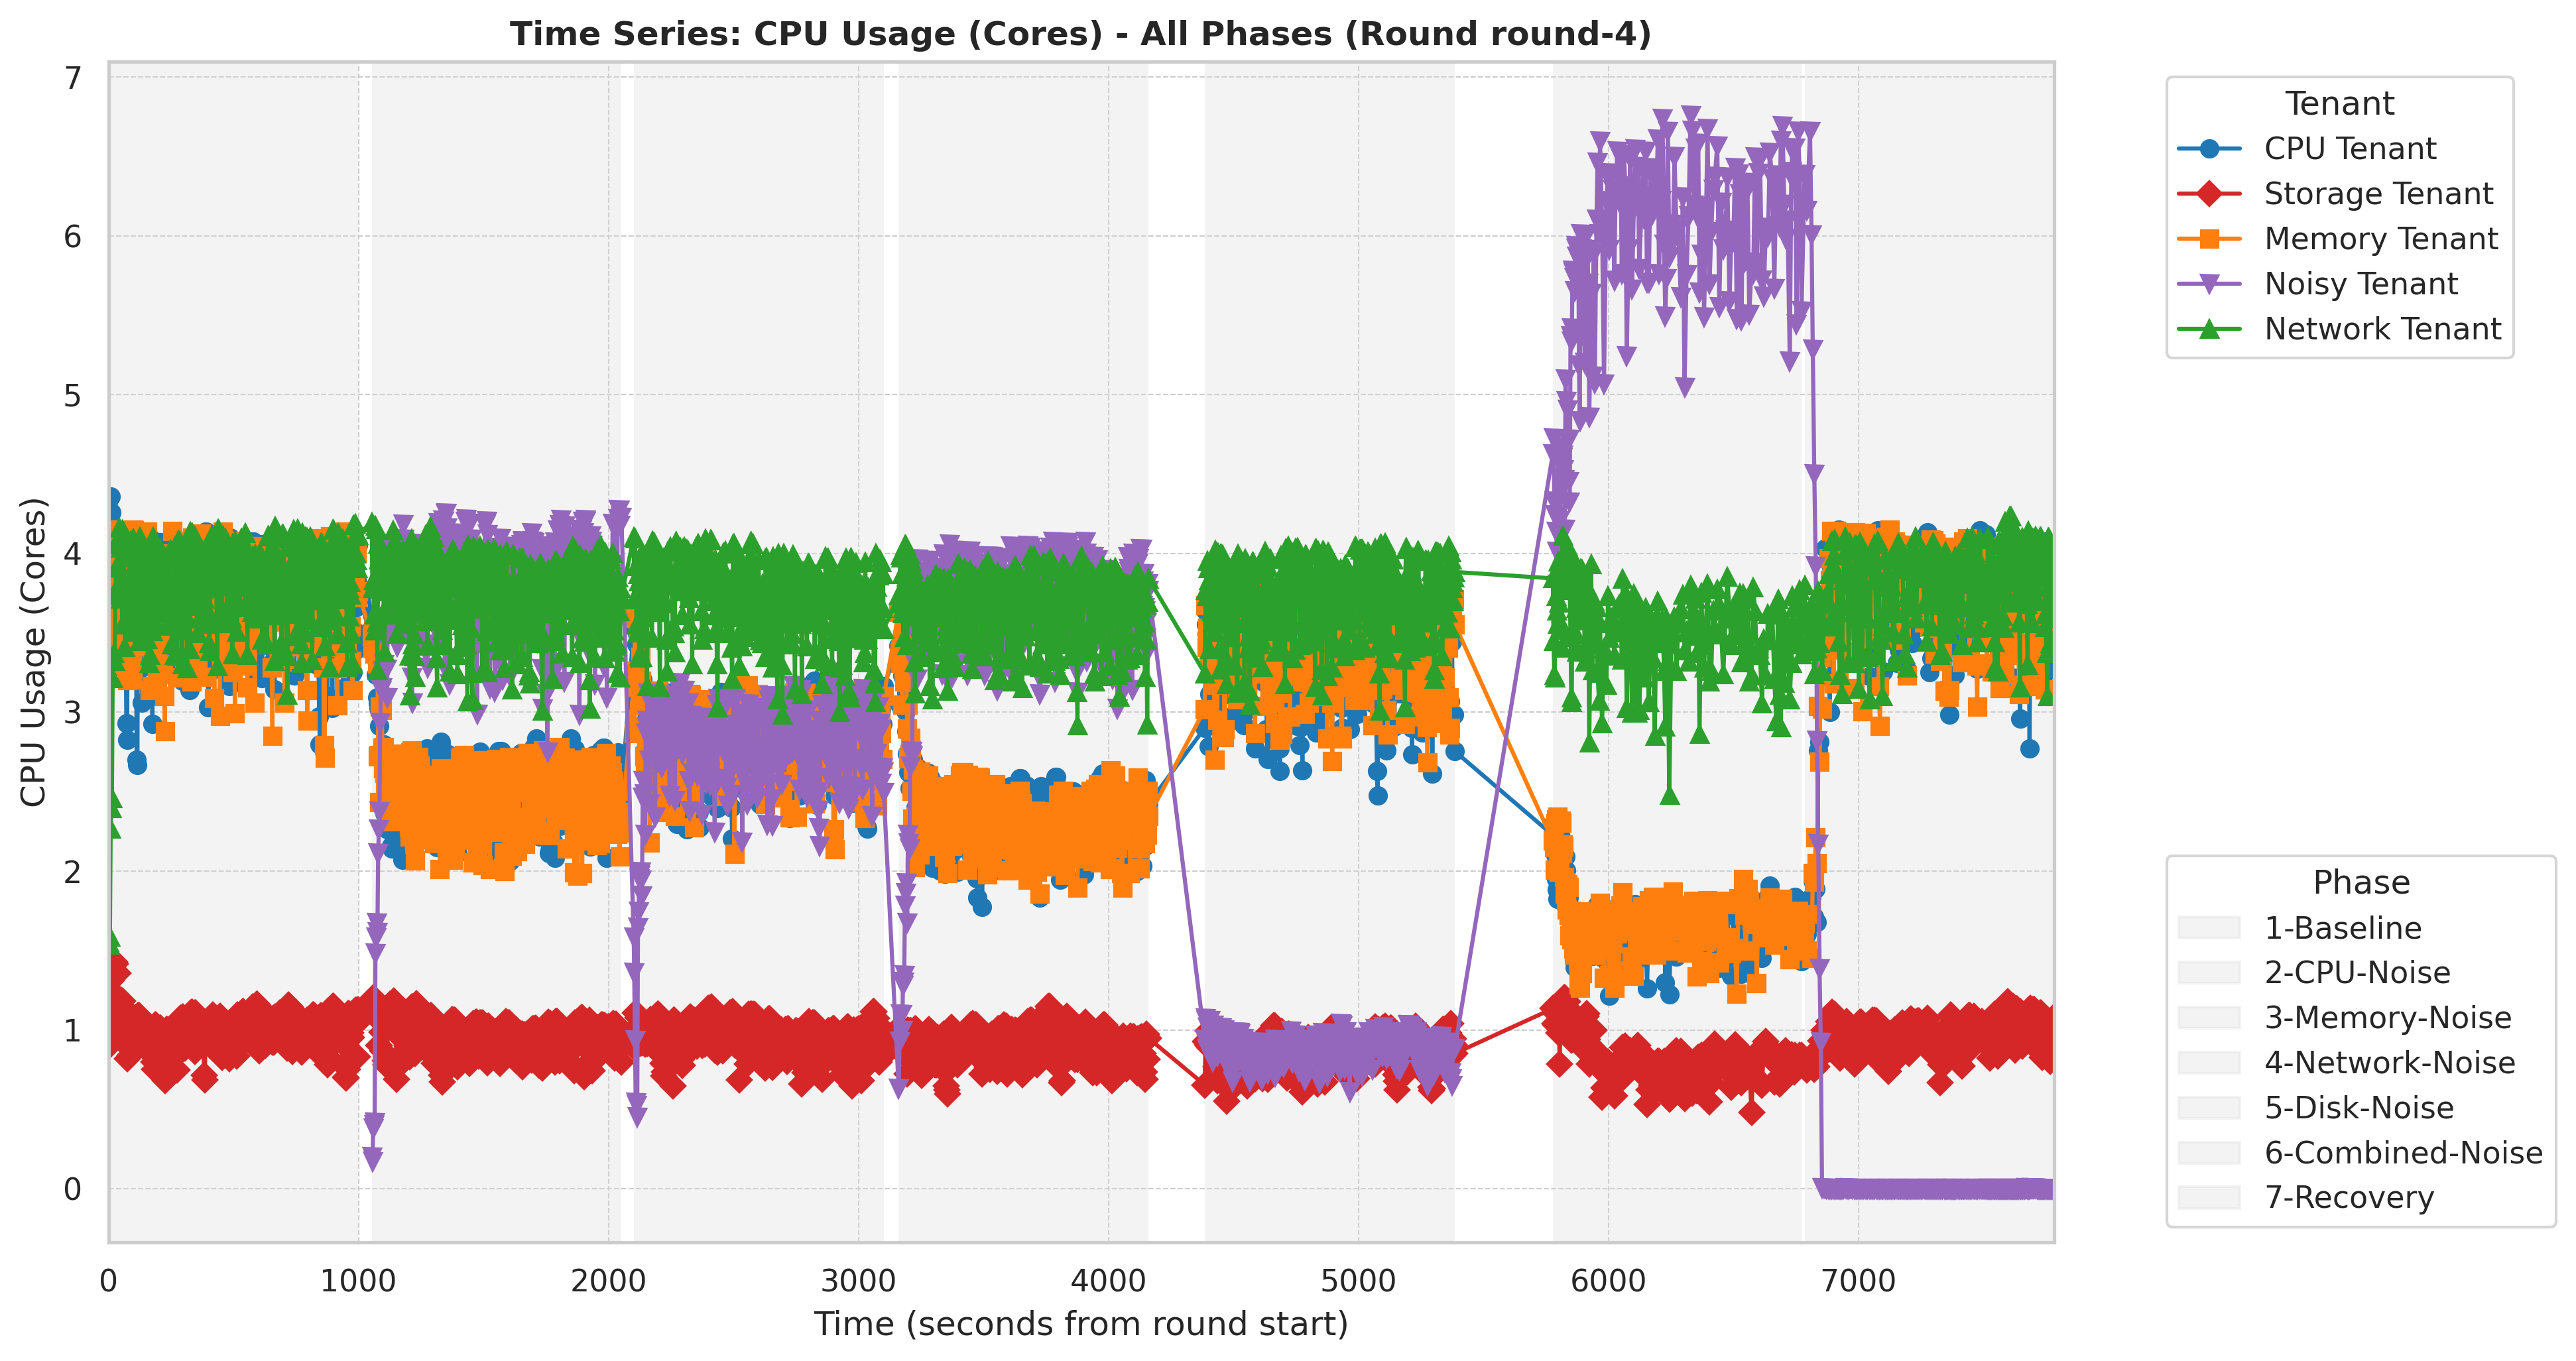 Time Series: CPU Usage (Cores) - All Phases (Round round-4)
CPU Usage (Cores)
7
6
5
4
3
2
1
0
0 1000 2000 3000 4000 5000 6000 7000
Time (seconds from round start)
Tenant
CPU Tenant
Storage Tenant
Memory Tenant
Noisy Tenant
Network Tenant
Phase
1-Baseline
2-CPU-Noise
3-Memory-Noise
4-Network-Noise
5-Disk-Noise
6-Combined-Noise
7-Recovery